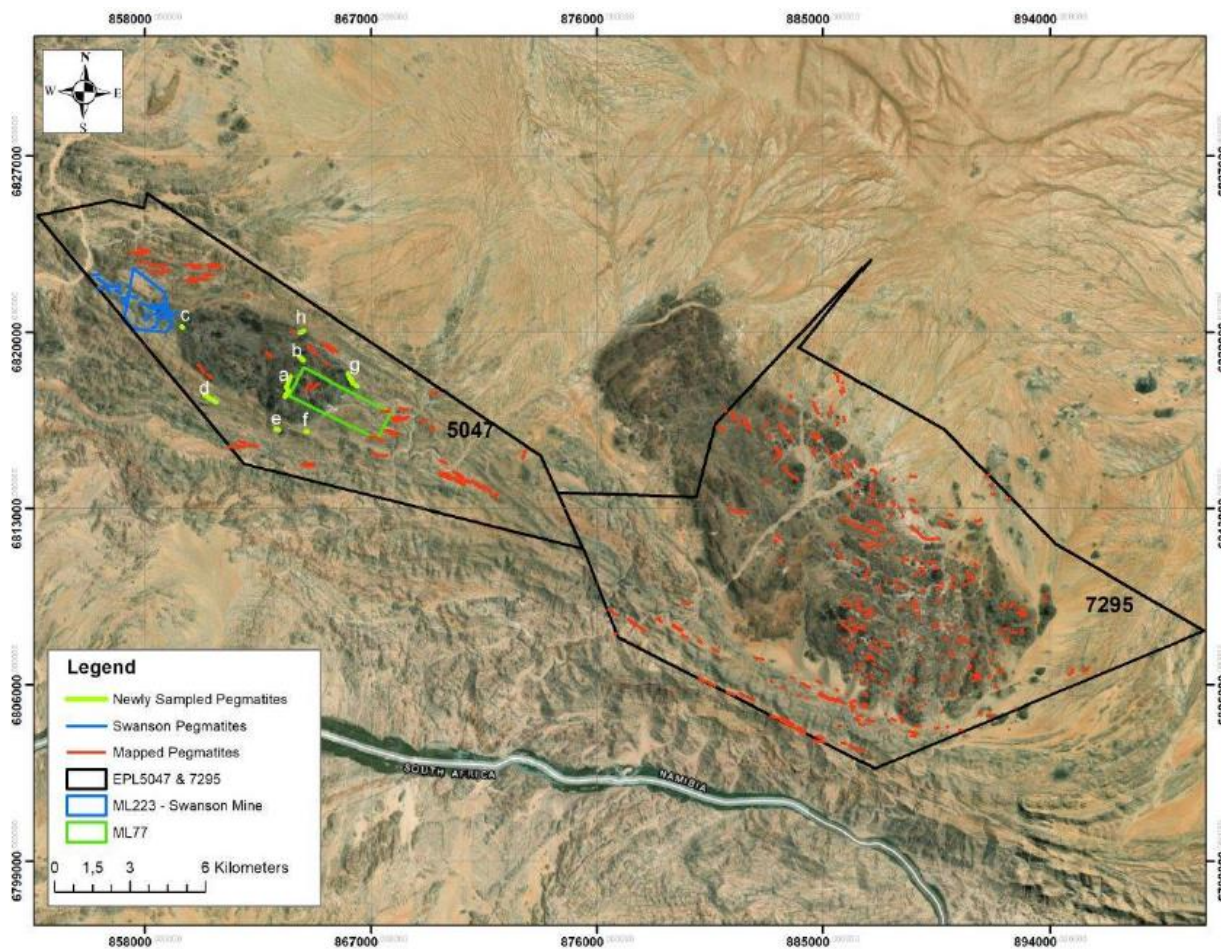 858000 867000 876000 885000 894000
N
W E
S
6827000
6820000
c
h
b
a
g
d
e
f
5047
6813000
7295
Legend
Newly Sampled Pegmatites
Swanson Pegmatites
Mapped Pegmatites
EPL5047 & 7295
ML223 - Swanson Mine
ML77
0 1,5 3 6 Kilometers
6806000
SOUTH AFRICA
NAMIBIA
6799000
858000 867000 876000 885000 894000